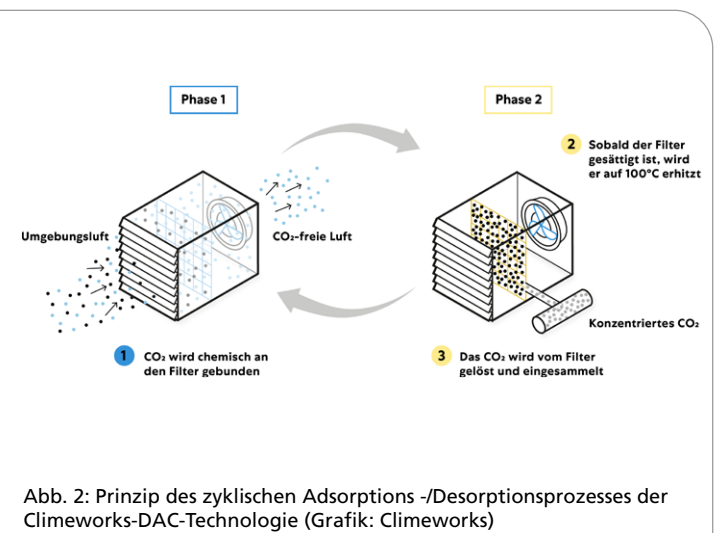 Phase 1
Umgebungsluft
CO₂-freie Luft
1 CO₂ wird chemisch an
den Filter gebunden
Phase 2
2 Sobald der Filter
gesättigt ist, wird
er auf 100°C erhitzt
Konzentriertes CO₂
3 Das CO₂ wird vom Filter
gelöst und eingesammelt
Abb. 2: Prinzip des zyklischen Adsorptions -/Desorptionsprozesses der
Climeworks-DAC-Technologie (Grafik: Climeworks)